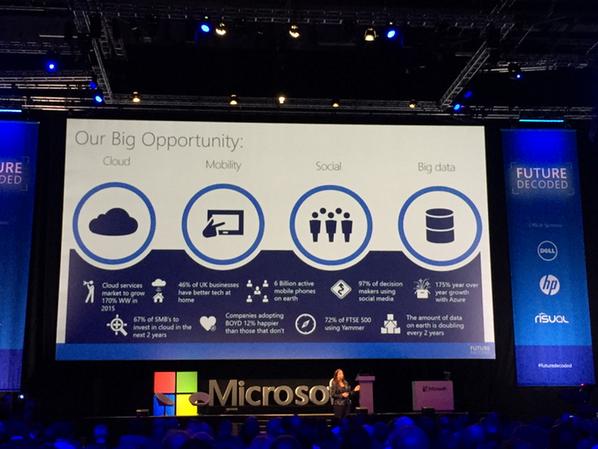 Our Big Opportunity:
Cloud
Mobility
Social
Big data
Cloud services
market to grow
170% WW in
2015
46% of UK businesses
have better tech at
home
6 Billion active
mobile phones
on earth
97% of decision
makers using
social media
175% year over
year growth
with Azure
67% of SMB's to
invest in cloud in the
next 2 years
Companies adopting
BOYD 12% happier
than those that don't
72% of FTSE 500
using Yammer
The amount of data
on earth is doubling
every 2 years
FUTURE
URE
ODED
FUTURE
DECODED
DELL
hp
RISUAL
#futuredecoded
Microso
Microsoft